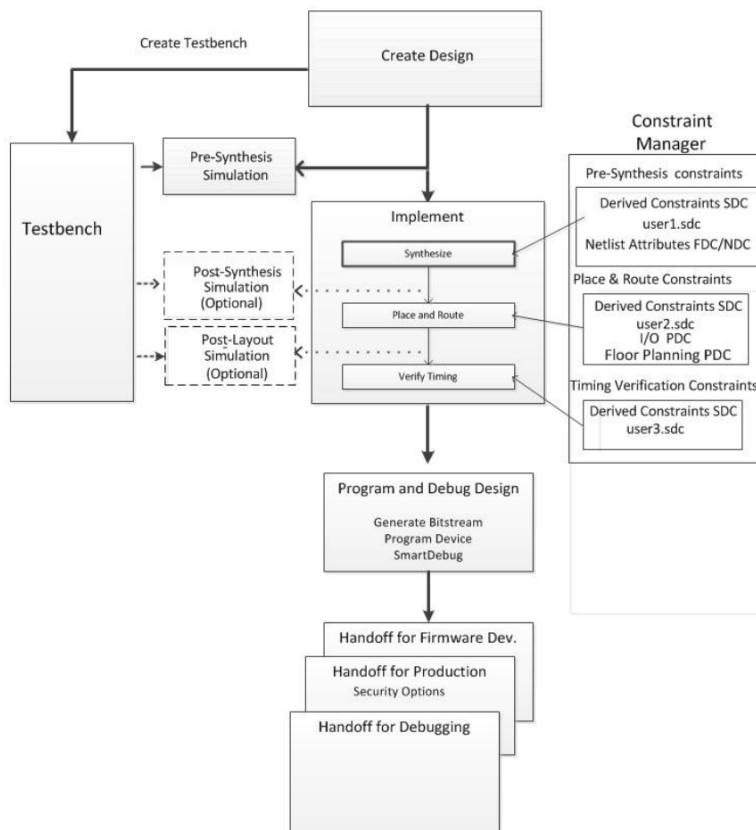 Create Testbench
Create Design
Constraint
Manager
Pre-Synthesis
Simulation
Pre-Synthesis constraints
Testbench
Implement
Derived Constraints SDC
user1.sdc
Netlist Attributes FDC/NDC
Synthesize
Post-Synthesis
Simulation
(Optional)
Place & Route Constraints
Place and Route
Derived Constraints SDC
user2.sdc
I/O PDC
Floor Planning PDC
Post-Layout
Simulation
(Optional)
Verify Timing
Timing Verification Constraints
Derived Constraints SDC
user3.sdc
Program and Debug Design
Generate Bitstream
Program Device
SmartDebug
Handoff for Firmware Dev.
Handoff for Production
Security Options
Handoff for Debugging